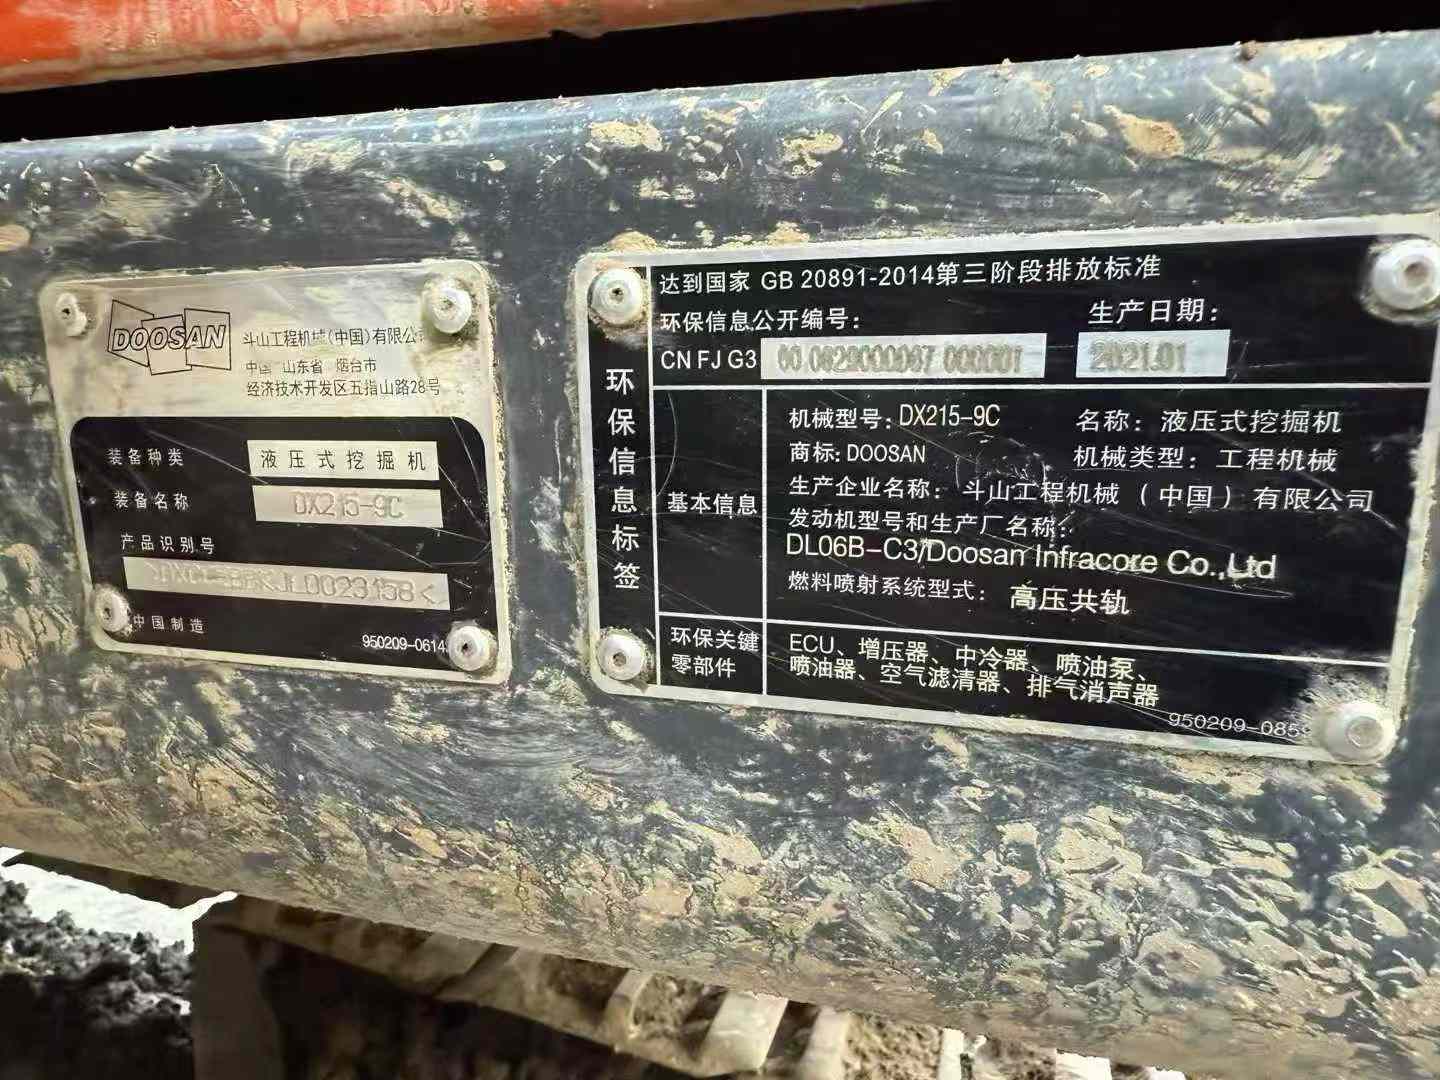 DOOSAN
斗山工程机械(中国)有限公司
中国 山东省 烟台市
经济技术开发区五指山路28号
装备种类 液压式挖掘机
装备名称 DX215-9C
产品识别号
JL0023158<
中国制造
950209-0614
环保信息标签
达到国家 GB 20891-2014第三阶段排放标准
环保信息公开编号:
CN FJ G3
生产日期:
2021.01
基本信息
机械型号: DX215-9C 名称: 液压式挖掘机
商标: DOOSAN 机械类型: 工程机械
生产企业名称: 斗山工程机械 (中国) 有限公司
发动机型号和生产厂名称:
DL06B-C3/Doosan Infracore Co.,Ltd
燃料喷射系统型式: 高压共轨
环保关键零部件
ECU、增压器、中冷器、喷油泵、
喷油器、空气滤清器、排气消声器
950209-0859